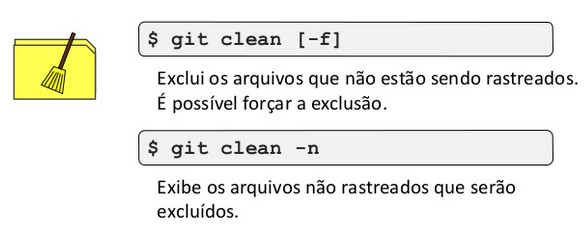 $ git clean [-f]
Exclui os arquivos que não estão sendo rastreados.
É possível forçar a exclusão.
$ git clean -n
Exibe os arquivos não rastreados que serão
excluídos.